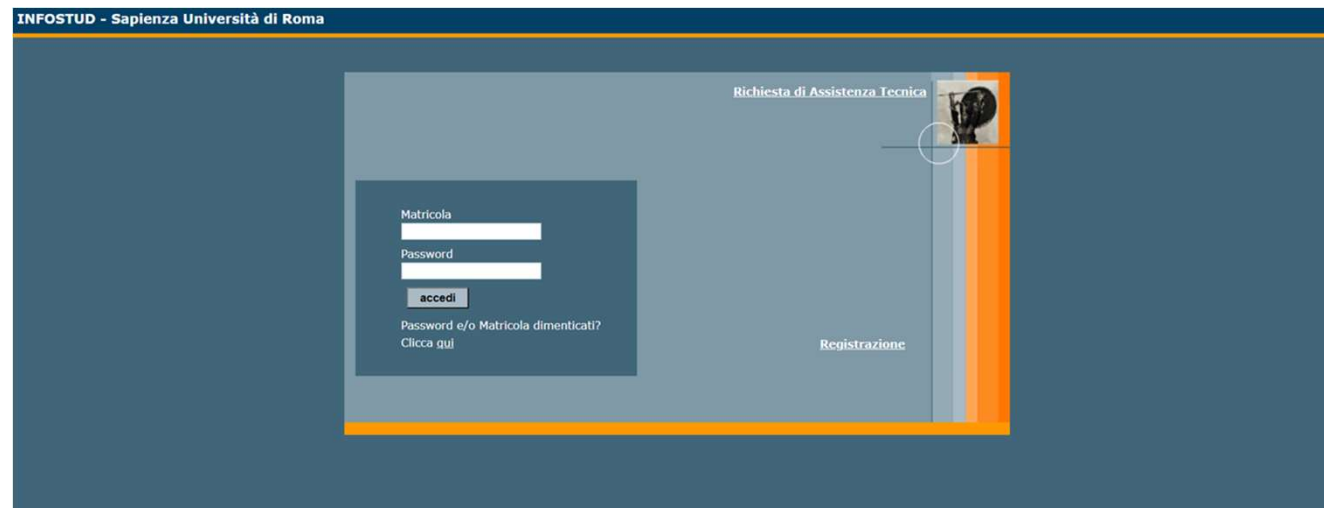 INFOSTUD - Sapienza Università di Roma
Richiesta di Assistenza Tecnica
Matricola
Password
accedi
Password e/o Matricola dimenticati?
Clicca qui
Registrazione